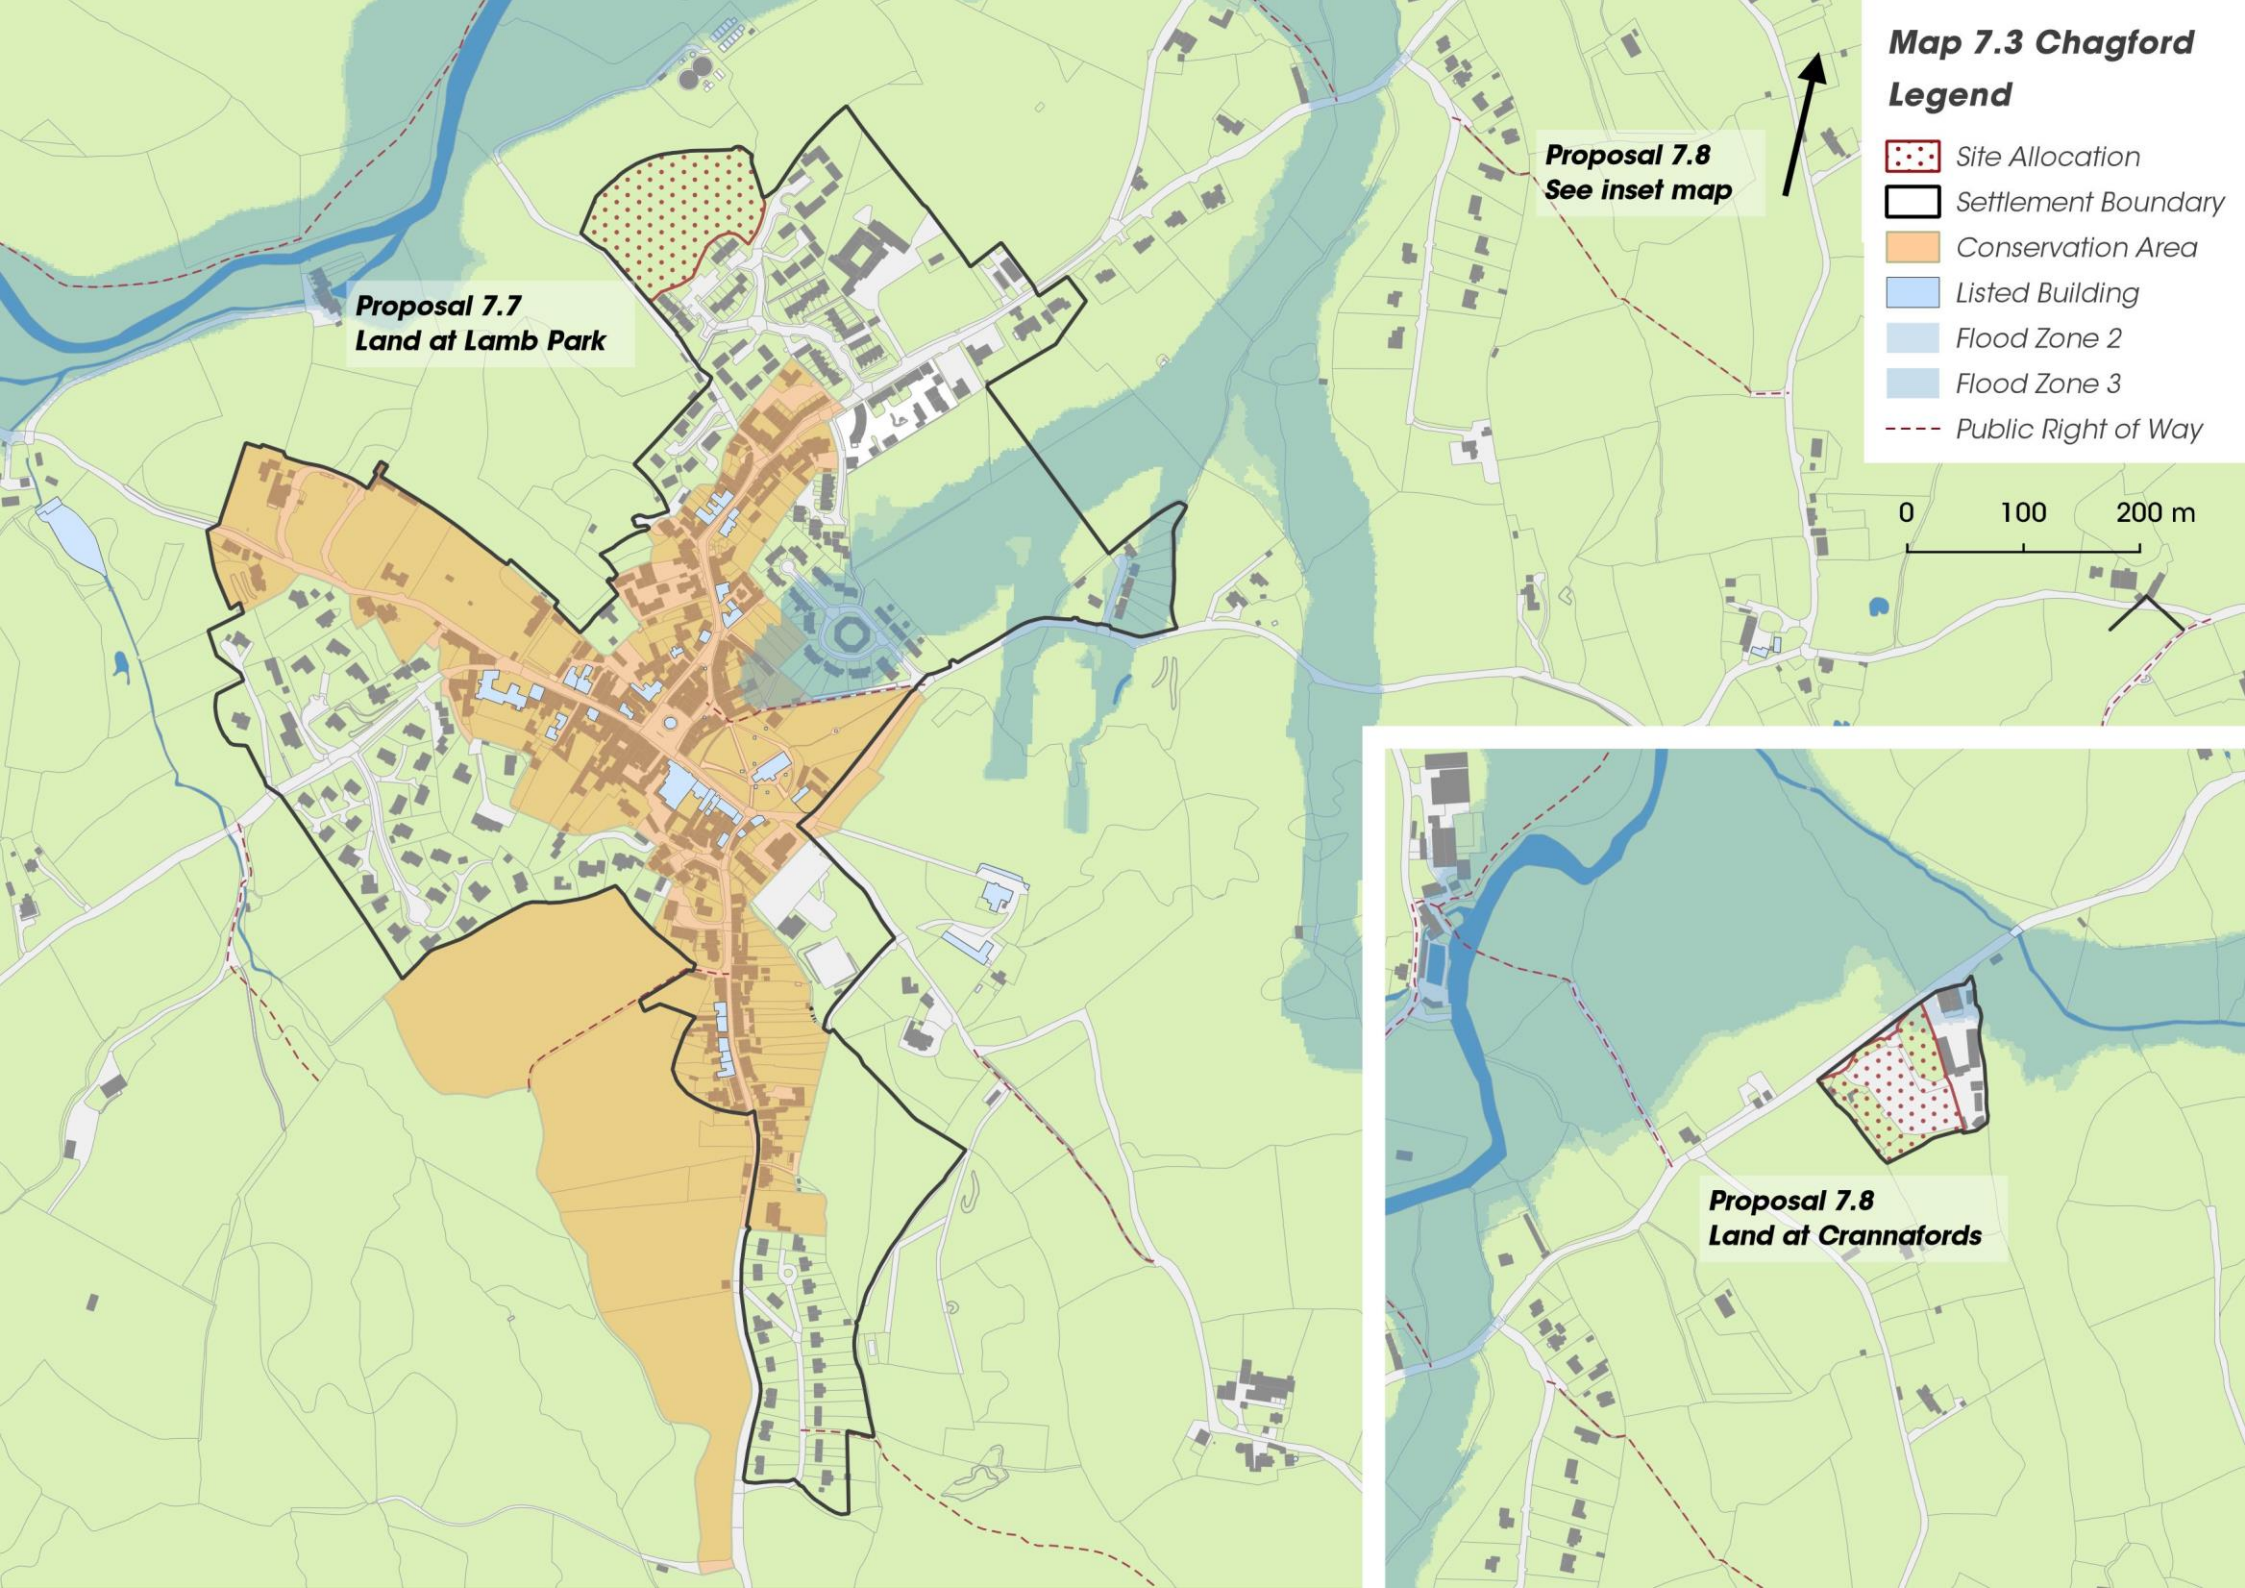 Map 7.3 Chagford
Legend
Site Allocation
Settlement Boundary
Conservation Area
Listed Building
Flood Zone 2
Flood Zone 3
Public Right of Way
Proposal 7.8
See inset map
Proposal 7.7
Land at Lamb Park
0 100 200 m
Proposal 7.8
Land at Crannafords